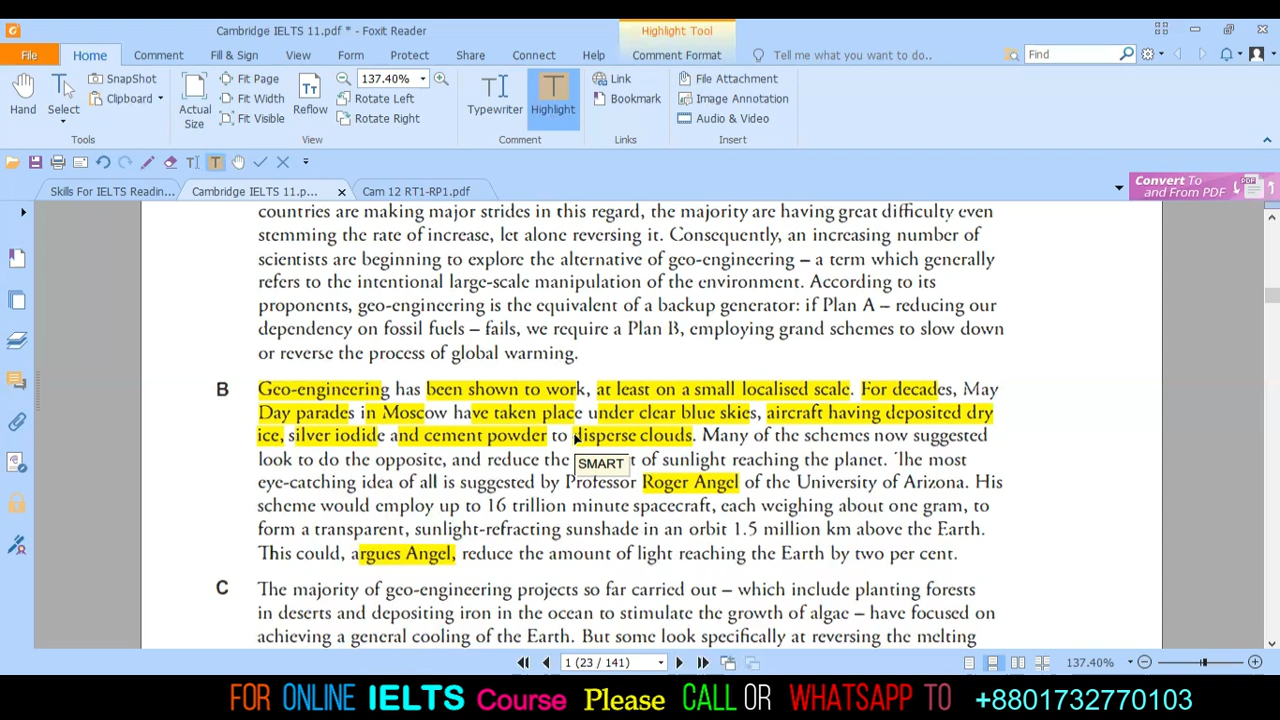 Cambridge IELTS 11.pdf * - Foxit Reader
Highlight Tool
File Home Comment Fill & Sign View Form Protect Share Connect Help Comment Format Tell me what you want to do.. Find
Hand
Select
SnapShot
Clipboard
Tools
Actual Size
Fit Page
Fit Width
Fit Visible
Reflow
137.40%
Rotate Left
Rotate Right
View
Typewriter
Highlight
Comment
Link
Bookmark
Links
File Attachment
Image Annotation
Audio & Video
Insert
Skills For IELTS Readin... Cambridge IELTS 11.p... Cam 12 RT1-RP1.pdf
Convert To
and From PDF
PDF
countries are making major strides in this regard, the majority are having great difficulty even
stemming the rate of increase, let alone reversing it. Consequently, an increasing number of
scientists are beginning to explore the alternative of geo-engineering – a term which generally
refers to the intentional large-scale manipulation of the environment. According to its
proponents, geo-engineering is the equivalent of a backup generator: if Plan A – reducing our
dependency on fossil fuels – fails, we require a Plan B, employing grand schemes to slow down
or reverse the process of global warming.
B Geo-engineering has been shown to work, at least on a small localised scale. For decades, May
Day parades in Moscow have taken place under clear blue skies, aircraft having deposited dry
ice, silver iodide and cement powder to disperse clouds. Many of the schemes now suggested
look to do the opposite, and reduce the t of sunlight reaching the planet. The most
SMART
eye-catching idea of all is suggested by Professor Roger Angel of the University of Arizona. His
scheme would employ up to 16 trillion minute spacecraft, each weighing about one gram, to
form a transparent, sunlight-refracting sunshade in an orbit 1.5 million km above the Earth.
This could, argues Angel, reduce the amount of light reaching the Earth by two per cent.
C The majority of geo-engineering projects so far carried out – which include planting forests
in deserts and depositing iron in the ocean to stimulate the growth of algae – have focused on
achieving a general cooling of the Earth. But some look specifically at reversing the melting
1 (23 / 141)
137.40%
FOR ONLINE IELTS Course Please CALL OR WHATSAPP TO +8801732770103